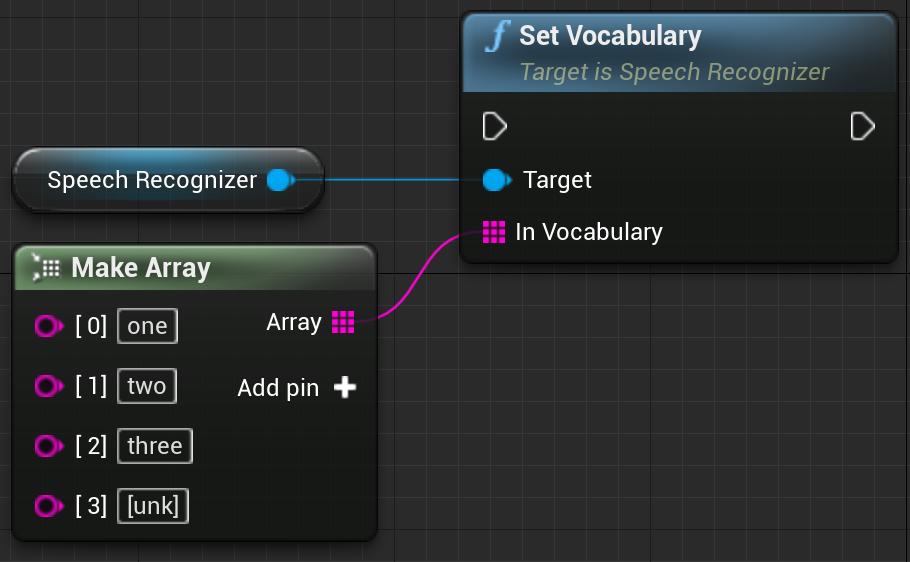 Set Vocabulary
Target is Speech Recognizer
Speech Recognizer
Target
In Vocabulary
Make Array
[ 0] one
Array
[ 1] two
Add pin
[ 2] three
[ 3] [unk]